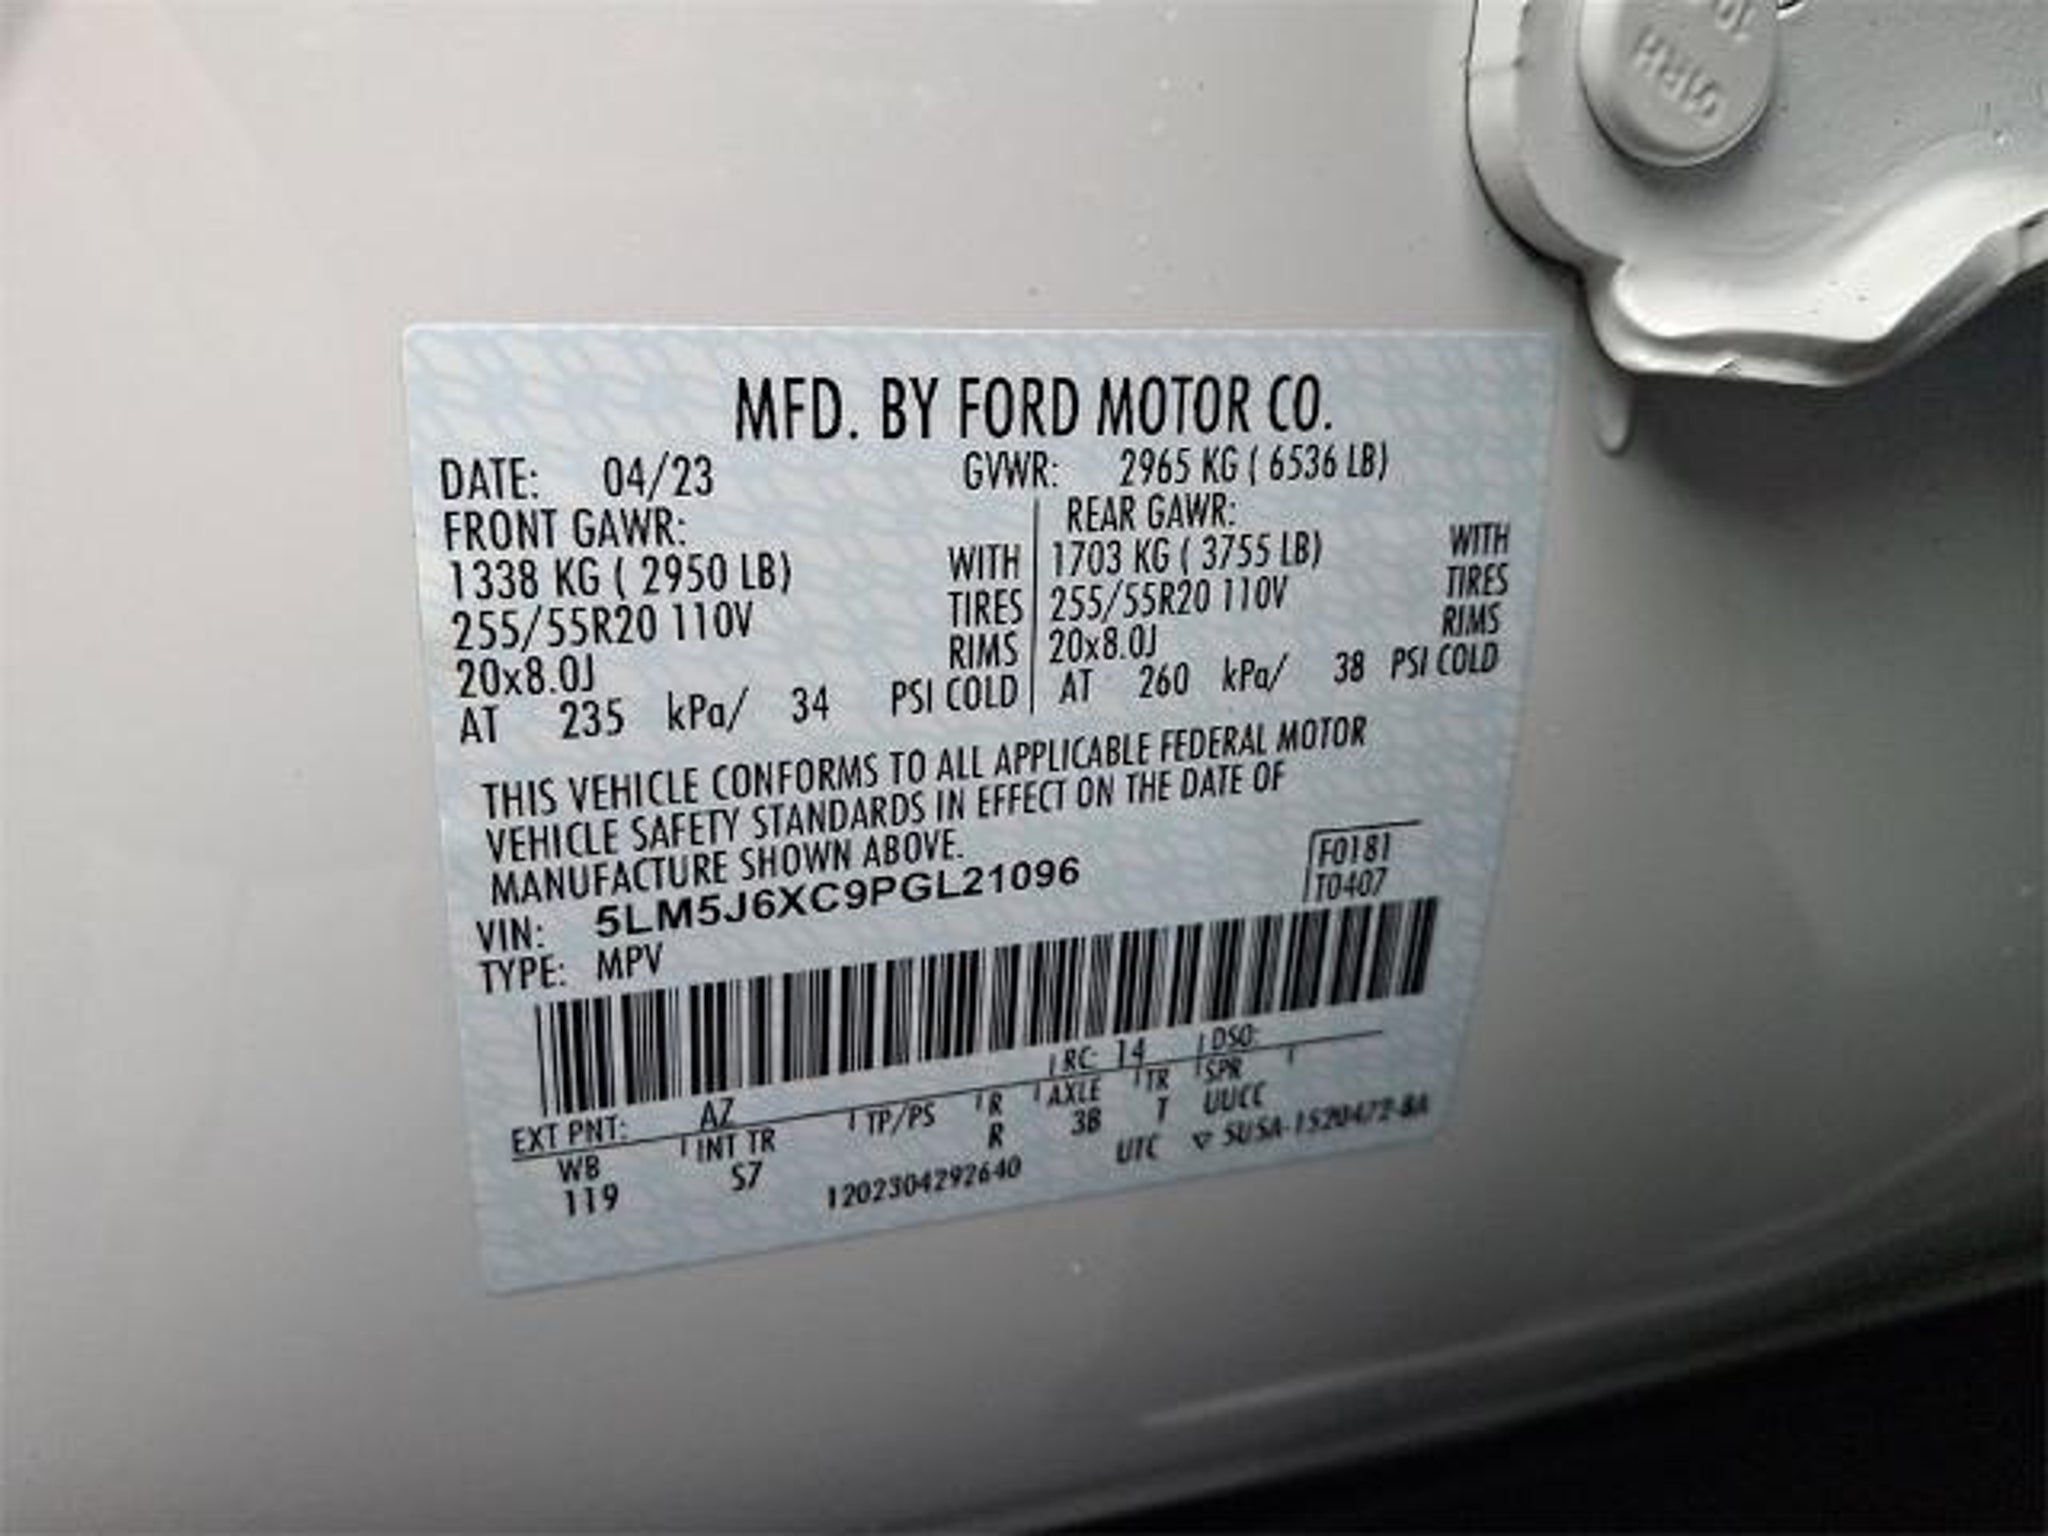 MFD. BY FORD MOTOR CO.
DATE: 04/23 GVWR: 2965 KG ( 6536 LB)
FRONT GAWR: REAR GAWR:
1338 KG ( 2950 LB) WITH 1703 KG ( 3755 LB) WITH
255/55R20 110V TIRES 255/55R20 110V TIRES
20x8.0J RIMS 20x8.0J RIMS
AT 235 kPa/ 34 PSI COLD AT 260 kPa/ 38 PSI COLD
THIS VEHICLE CONFORMS TO ALL APPLICABLE FEDERAL MOTOR
VEHICLE SAFETY STANDARDS IN EFFECT ON THE DATE OF
MANUFACTURE SHOWN ABOVE.
F0181
T0407
VIN: 5LM5J6XC9PGL21096
TYPE: MPV
EXT PNT: AZ RC: 14 DSO:
WB INT TR TP/PS R AXLE TR SPR
119 S7 R 3B T UUCC
1202304292640 UTC 5U5A-1520472-BA
RH